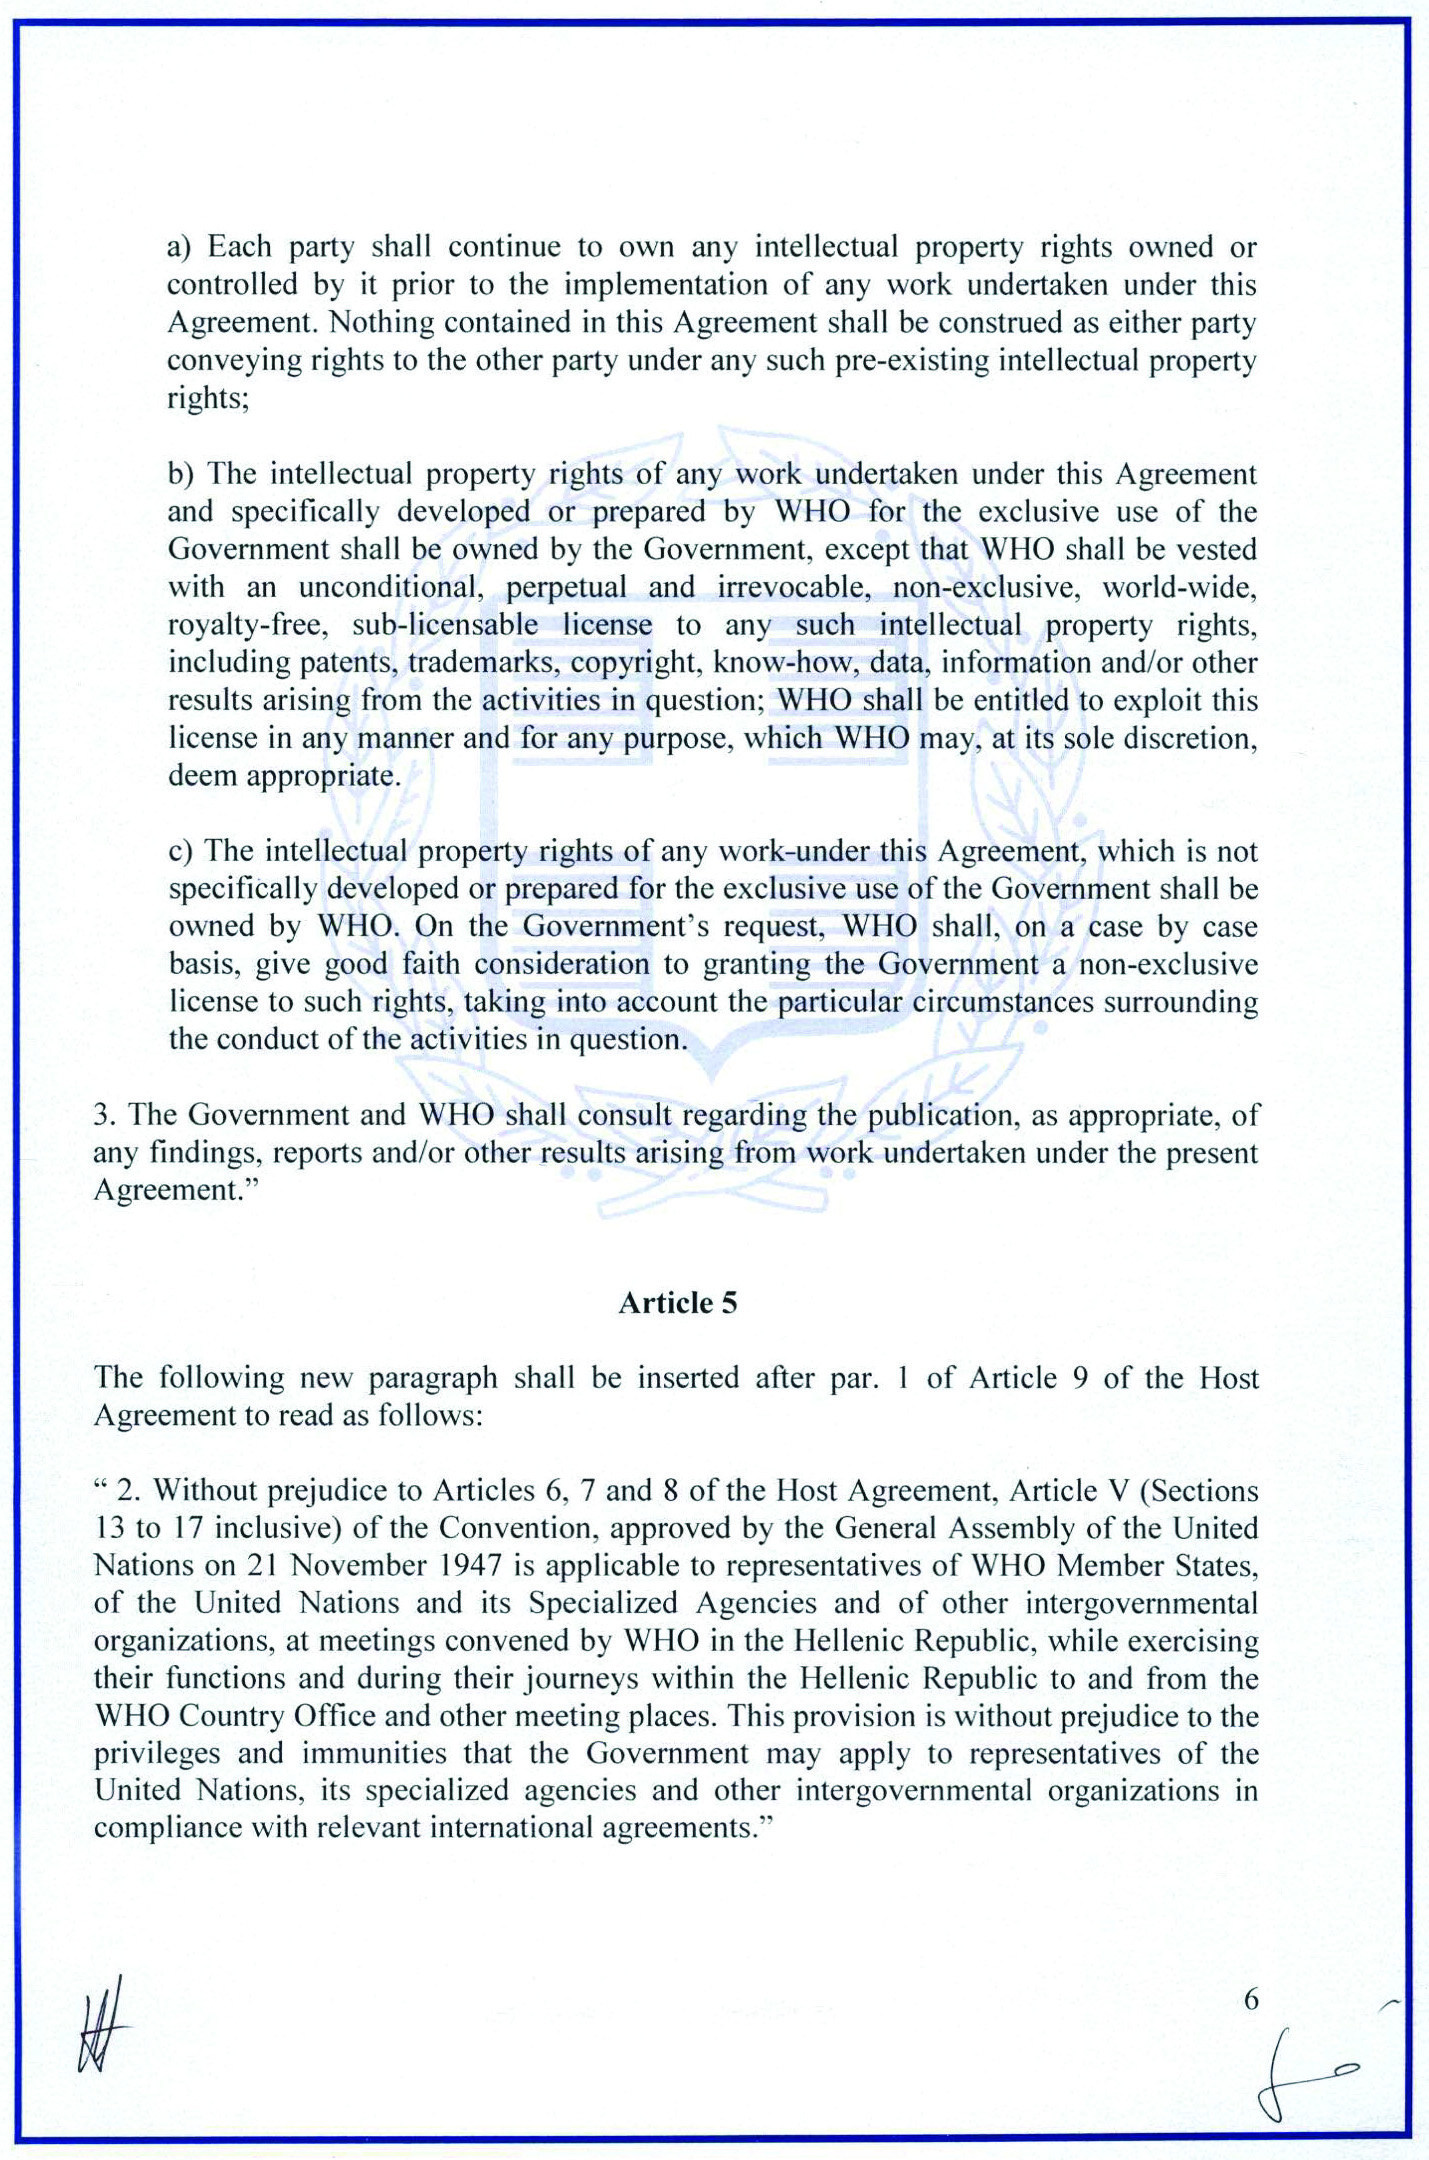 a) Each party shall continue to own any intellectual property rights owned or
controlled by it prior to the implementation of any work undertaken under this
Agreement. Nothing contained in this Agreement shall be construed as either party
conveying rights to the other party under any such pre-existing intellectual property
rights;
b) The intellectual property rights of any work undertaken under this Agreement
and specifically developed or prepared by WHO for the exclusive use of the
Government shall be owned by the Government, except that WHO shall be vested
with an unconditional, perpetual and irrevocable, non-exclusive, world-wide,
royalty-free, sub-licensable license to any such intellectual property rights,
including patents, trademarks, copyright, know-how, data, information and/or other
results arising from the activities in question; WHO shall be entitled to exploit this
license in any manner and for any purpose, which WHO may, at its sole discretion,
deem appropriate.
c) The intellectual property rights of any work-under this Agreement, which is not
specifically developed or prepared for the exclusive use of the Government shall be
owned by WHO. On the Government's request, WHO shall, on a case by case
basis, give good faith consideration to granting the Government a non-exclusive
license to such rights, taking into account the particular circumstances surrounding
the conduct of the activities in question.
3. The Government and WHO shall consult regarding the publication, as appropriate, of
any findings, reports and/or other results arising from work undertaken under the present
Agreement.”
Article 5
The following new paragraph shall be inserted after par. 1 of Article 9 of the Host
Agreement to read as follows:
“ 2. Without prejudice to Articles 6, 7 and 8 of the Host Agreement, Article V (Sections
13 to 17 inclusive) of the Convention, approved by the General Assembly of the United
Nations on 21 November 1947 is applicable to representatives of WHO Member States,
of the United Nations and its Specialized Agencies and of other intergovernmental
organizations, at meetings convened by WHO in the Hellenic Republic, while exercising
their functions and during their journeys within the Hellenic Republic to and from the
WHO Country Office and other meeting places. This provision is without prejudice to the
privileges and immunities that the Government may apply to representatives of the
United Nations, its specialized agencies and other intergovernmental organizations in
compliance with relevant international agreements.”
6